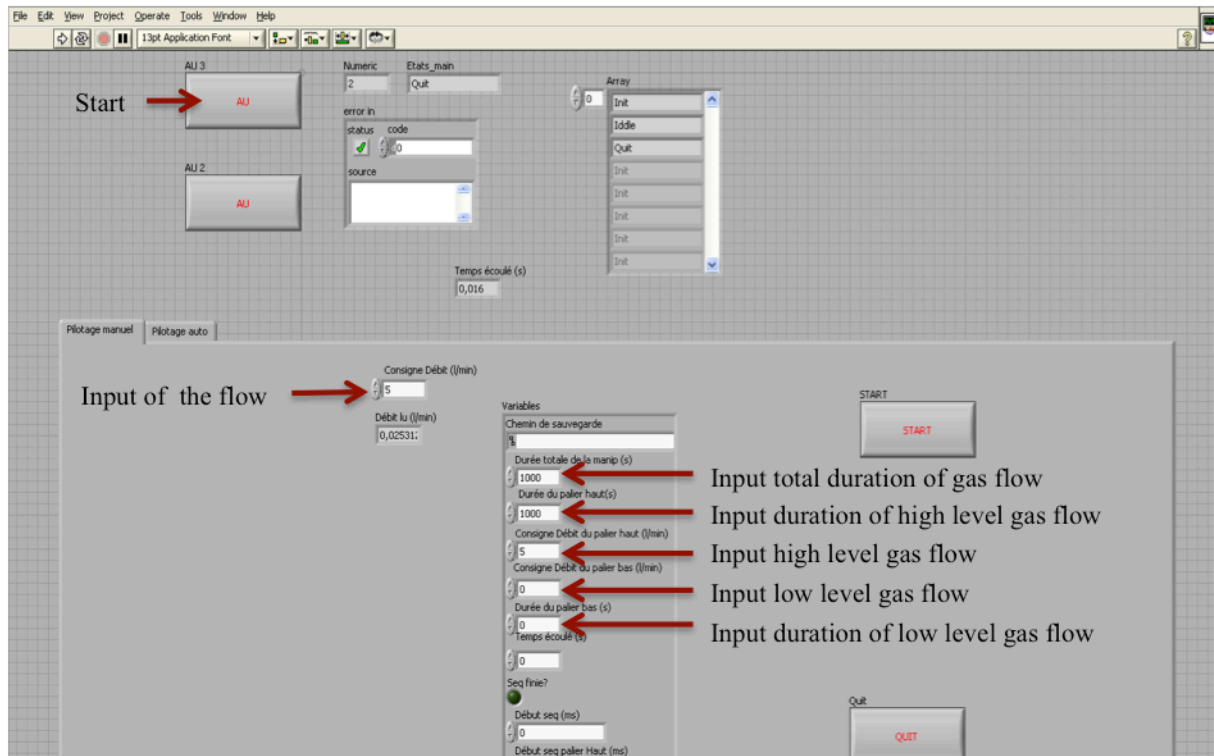 File Edit View Project Operate Tools Window Help
13pt Application Font
AU 3
AU
Start
AU 2
AU
Numeric
2
Etats_main
Quit
error in
status code
0
source
Array
0
Init
Iddle
Quit
Init
Init
Init
Init
Init
Temps écoulé (s)
0,016
Pilotage manuel
Pilotage auto
Input of the flow
Consigne Débit (l/min)
5
Débit lu (l/min)
0,02531
Variables
Chemin de sauvegarde
Durée totale de la manip (s)
1000
Input total duration of gas flow
Durée du palier haut(s)
1000
Input duration of high level gas flow
Consigne Débit du palier haut (l/min)
5
Input high level gas flow
Consigne Débit du palier bas (l/min)
0
Input low level gas flow
Durée du palier bas (s)
0
Input duration of low level gas flow
Temps écoulé (s)
0
Seq finie?
Début seq (ms)
0
Début seq palier Haut (ms)
START
START
Quit
QUIT